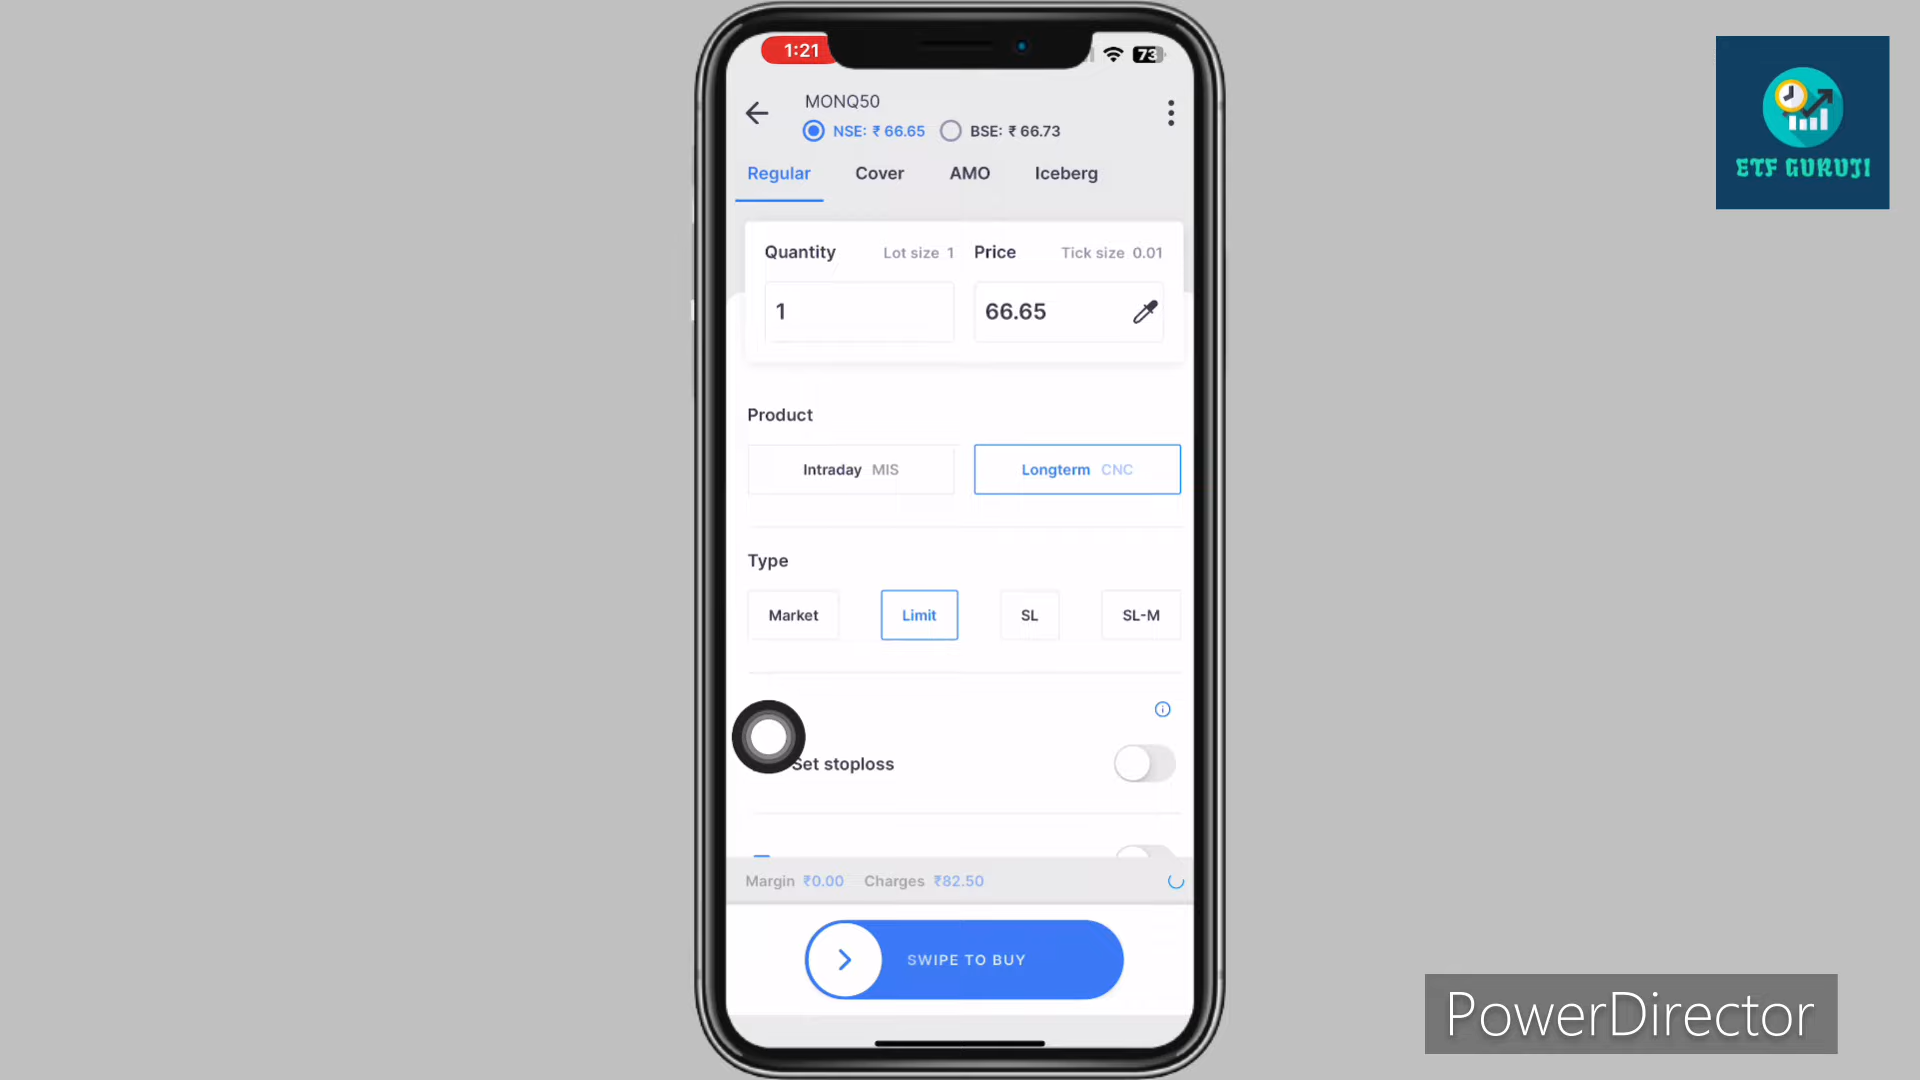 1:21
73
MONQ50
NSE: ₹ 66.65 BSE: ₹ 66.73
Regular Cover AMO Iceberg
Quantity Lot size 1 Price Tick size 0.01
1 66.65
Product
Intraday MIS Longterm CNC
Type
Market Limit SL SL-M
Set stoploss
Margin ₹0.00 Charges ₹82.50
SWIPE TO BUY
ETF GURUJI
PowerDirector